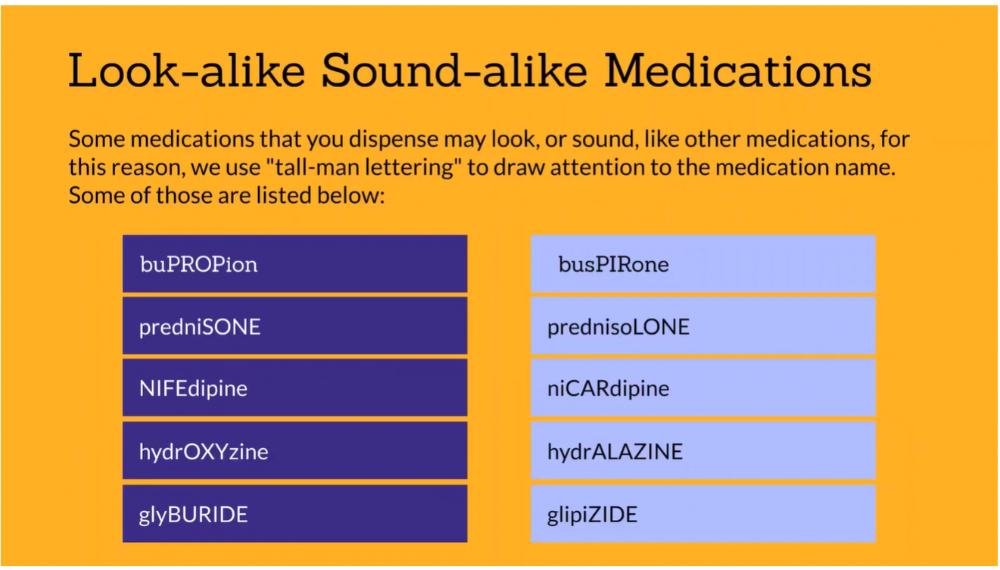 Look-alike Sound-alike Medications
Some medications that you dispense may look, or sound, like other medications, for
this reason, we use "tall-man lettering" to draw attention to the medication name.
Some of those are listed below:
buPROPion
busPIRone
predniSONE
prednisoLONE
NIFEdipine
niCARdipine
hydrOXYzine
hydrALAZINE
glyBURIDE
glipiZIDE